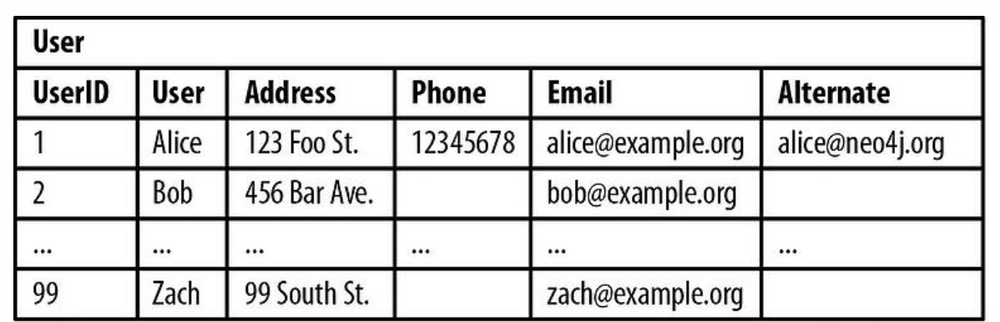 User
UserID User Address Phone Email Alternate
1 Alice 123 Foo St. 12345678 alice@example.org alice@neo4j.org
2 Bob 456 Bar Ave. bob@example.org
... ... ... ... ... ...
99 Zach 99 South St. zach@example.org